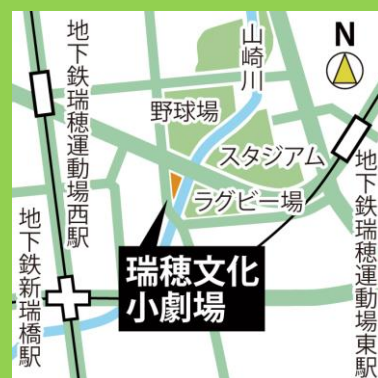 地下鉄瑞穂運動場西駅
山崎川
N
野球場
スタジアム
ラグビー場
瑞穂文化
小劇場
地下鉄新瑞橋駅
地下鉄瑞穂運動場東駅